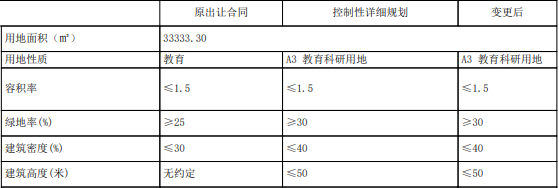 原出让合同 控制性详细规划 变更后
用地面积（㎡） 33333.30
用地性质 教育 A3 教育科研用地 A3 教育科研用地
容积率 ≤1.5 ≤1.5 ≤1.5
绿地率(%) ≥25 ≥30 ≥30
建筑密度(%) ≤30 ≤40 ≤40
建筑高度(米) 无约定 ≤50 ≤50